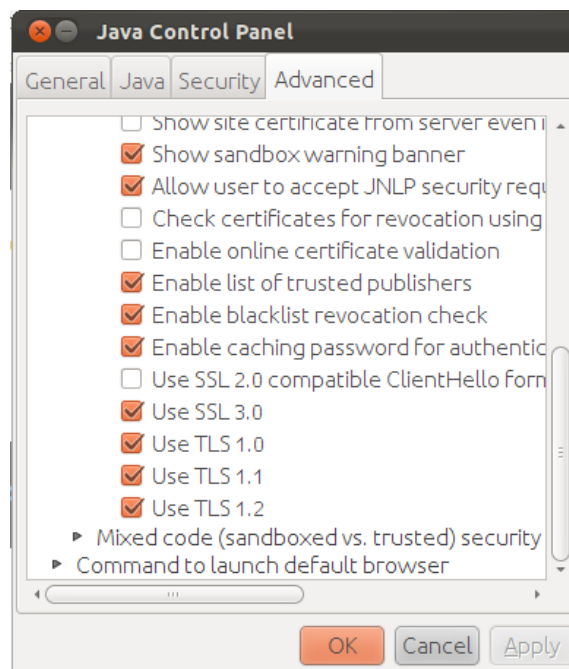 Java Control Panel
General Java Security Advanced
Show site certificate from server even i
Show sandbox warning banner
Allow user to accept JNLP security requ
Check certificates for revocation using
Enable online certificate validation
Enable list of trusted publishers
Enable blacklist revocation check
Enable caching password for authentic
Use SSL 2.0 compatible ClientHello form
Use SSL 3.0
Use TLS 1.0
Use TLS 1.1
Use TLS 1.2
Mixed code (sandboxed vs. trusted) security
Command to launch default browser
OK Cancel Apply